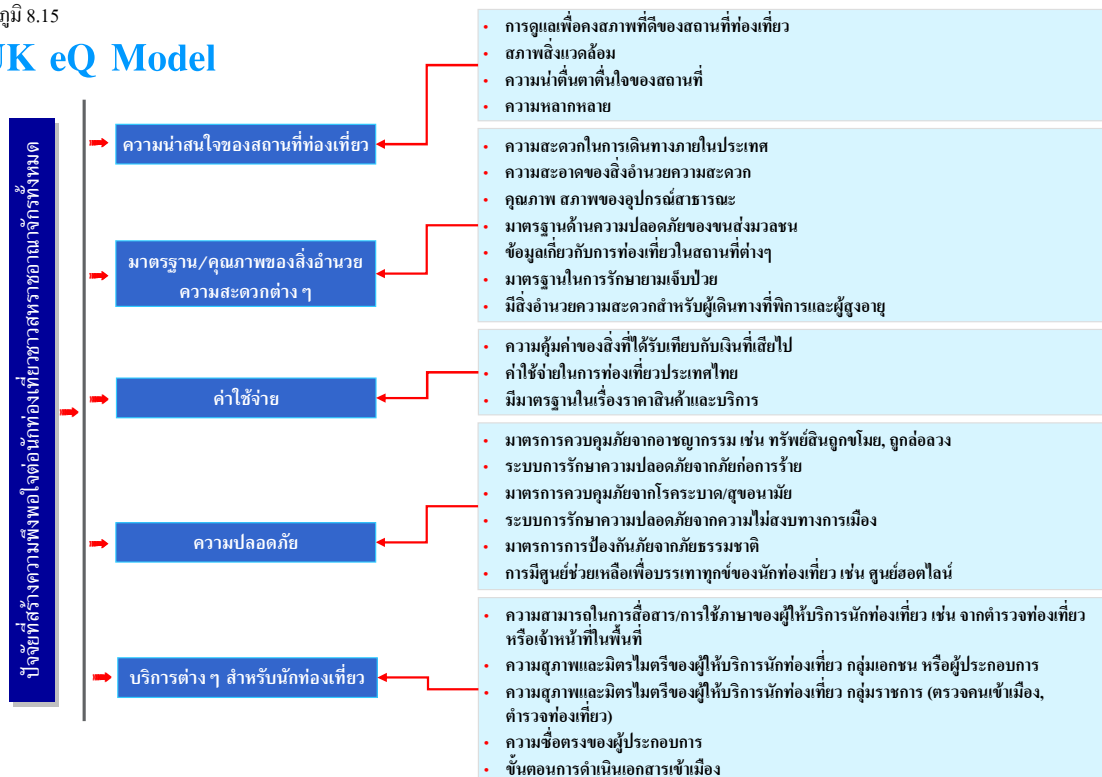 ภูมิ 8.15
UK eQ Model
ปัจจัยที่สร้างความพึงพอใจต่อนักท่องเที่ยวชาวสหราชอาณาจักรทั้งหมด
ความน่าสนใจของสถานที่ท่องเที่ยว
• การดูแลเพื่อคงสภาพที่ดีของสถานที่ท่องเที่ยว
• สภาพสิ่งแวดล้อม
• ความน่าตื่นตาตื่นใจของสถานที่
• ความหลากหลาย
มาตรฐาน/คุณภาพของสิ่งอำนวย
ความสะดวกต่าง ๆ
• ความสะดวกในการเดินทางภายในประเทศ
• ความสะอาดของสิ่งอำนวยความสะดวก
• คุณภาพ สภาพของอุปกรณ์สาธารณะ
• มาตรฐานด้านความปลอดภัยของขนส่งมวลชน
• ข้อมูลเกี่ยวกับการท่องเที่ยวในสถานที่ต่างๆ
• มาตรฐานในการรักษายามเจ็บป่วย
• มีสิ่งอำนวยความสะดวกสำหรับผู้เดินทางที่พิการและผู้สูงอายุ
ค่าใช้จ่าย
• ความคุ้มค่าของสิ่งที่ได้รับเทียบกับเงินที่เสียไป
• ค่าใช้จ่ายในการท่องเที่ยวประเทศไทย
• มีมาตรฐานในเรื่องราคาสินค้าและบริการ
ความปลอดภัย
• มาตรการควบคุมภัยจากอาชญากรรม เช่น ทรัพย์สินถูกขโมย, ถูกล่อลวง
• ระบบการรักษาความปลอดภัยจากภัยก่อการร้าย
• มาตรการควบคุมภัยจากโรคระบาด/สุขอนามัย
• ระบบการรักษาความปลอดภัยจากความไม่สงบทางการเมือง
• มาตรการการป้องกันภัยจากภัยธรรมชาติ
• การมีศูนย์ช่วยเหลือเพื่อบรรเทาทุกข์ของนักท่องเที่ยว เช่น ศูนย์ฮอตไลน์
บริการต่าง ๆ สำหรับนักท่องเที่ยว
• ความสามารถในการสื่อสาร/การใช้ภาษาของผู้ให้บริการนักท่องเที่ยว เช่น จากตำรวจท่องเที่ยว
หรือเจ้าหน้าที่ในพื้นที่
• ความสุภาพและมิตรไมตรีของผู้ให้บริการนักท่องเที่ยว กลุ่มเอกชน หรือผู้ประกอบการ
• ความสุภาพและมิตรไมตรีของผู้ให้บริการนักท่องเที่ยว กลุ่มราชการ (ตรวจคนเข้าเมือง,
ตำรวจท่องเที่ยว)
• ความซื่อตรงของผู้ประกอบการ
• ขั้นตอนการดำเนินเอกสารเข้าเมือง